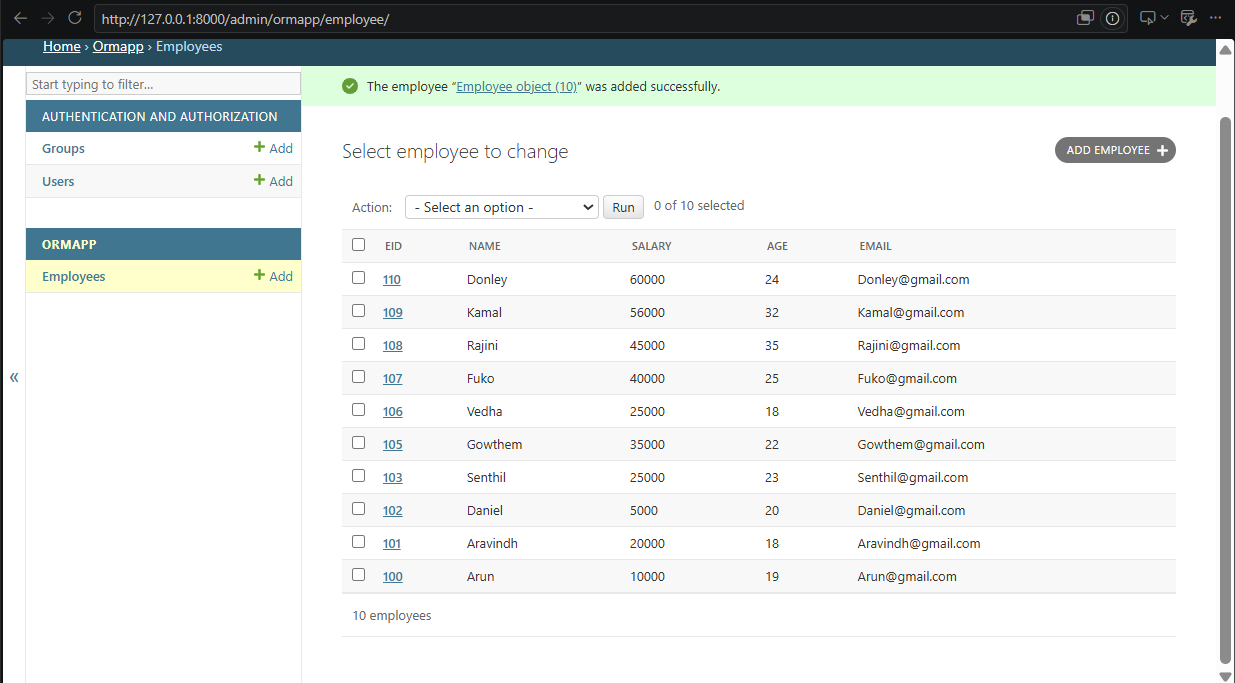 http://127.0.0.1:8000/admin/ormapp/employee/
Home › Ormapp › Employees
Start typing to filter...
AUTHENTICATION AND AUTHORIZATION
Groups + Add
Users + Add
ORMAPP
Employees + Add
«
The employee “Employee object (10)” was added successfully.
Select employee to change
ADD EMPLOYEE +
Action: - Select an option - Run 0 of 10 selected
EID NAME SALARY AGE EMAIL
110 Donley 60000 24 Donley@gmail.com
109 Kamal 56000 32 Kamal@gmail.com
108 Rajini 45000 35 Rajini@gmail.com
107 Fuko 40000 25 Fuko@gmail.com
106 Vedha 25000 18 Vedha@gmail.com
105 Gowthem 35000 22 Gowthem@gmail.com
103 Senthil 25000 23 Senthil@gmail.com
102 Daniel 5000 20 Daniel@gmail.com
101 Aravindh 20000 18 Aravindh@gmail.com
100 Arun 10000 19 Arun@gmail.com
10 employees